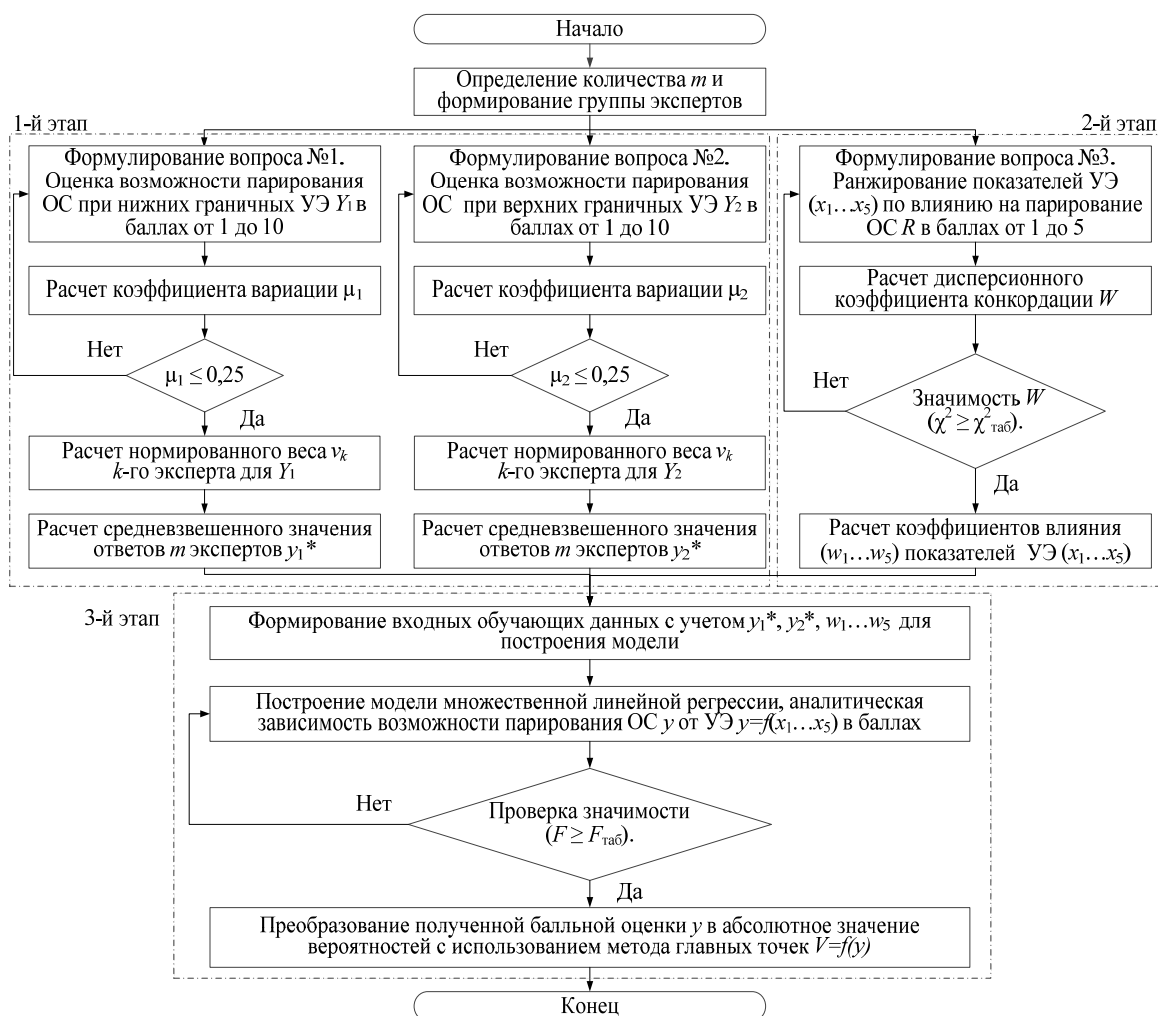 Начало
Определение количества m и
формирование группы экспертов
1-й этап
2-й этап
Формулирование вопроса №1.
Оценка возможности парирования
ОС при нижних граничных УЭ Y₁ в
баллах от 1 до 10
Расчет коэффициента вариации μ₁
Нет
μ₁ ≤ 0,25
Да
Расчет нормированного веса vₖ
k-го эксперта для Y₁
Расчет средневзвешенного значения
ответов m экспертов y₁*
Формулирование вопроса №2.
Оценка возможности парирования
ОС при верхних граничных УЭ Y₂ в
баллах от 1 до 10
Расчет коэффициента вариации μ₂
Нет
μ₂ ≤ 0,25
Да
Расчет нормированного веса vₖ
k-го эксперта для Y₂
Расчет средневзвешенного значения
ответов m экспертов y₂*
Формулирование вопроса №3.
Ранжирование показателей УЭ
(x₁…x₅) по влиянию на парирование
ОС R в баллах от 1 до 5
Расчет дисперсионного
коэффициента конкордации W
Нет
Значимость W
(χ² ≥ χ²таб).
Да
Расчет коэффициентов влияния
(w₁…w₅) показателей УЭ (x₁…x₅)
3-й этап
Формирование входных обучающих данных с учетом y₁*, y₂*, w₁…w₅ для
построения модели
Построение модели множественной линейной регрессии, аналитическая
зависимость возможности парирования ОС y от УЭ y=f(x₁…x₅) в баллах
Нет
Проверка значимости
(F ≥ Fтаб).
Да
Преобразование полученной балльной оценки y в абсолютное значение
вероятностей с использованием метода главных точек V=f(y)
Конец